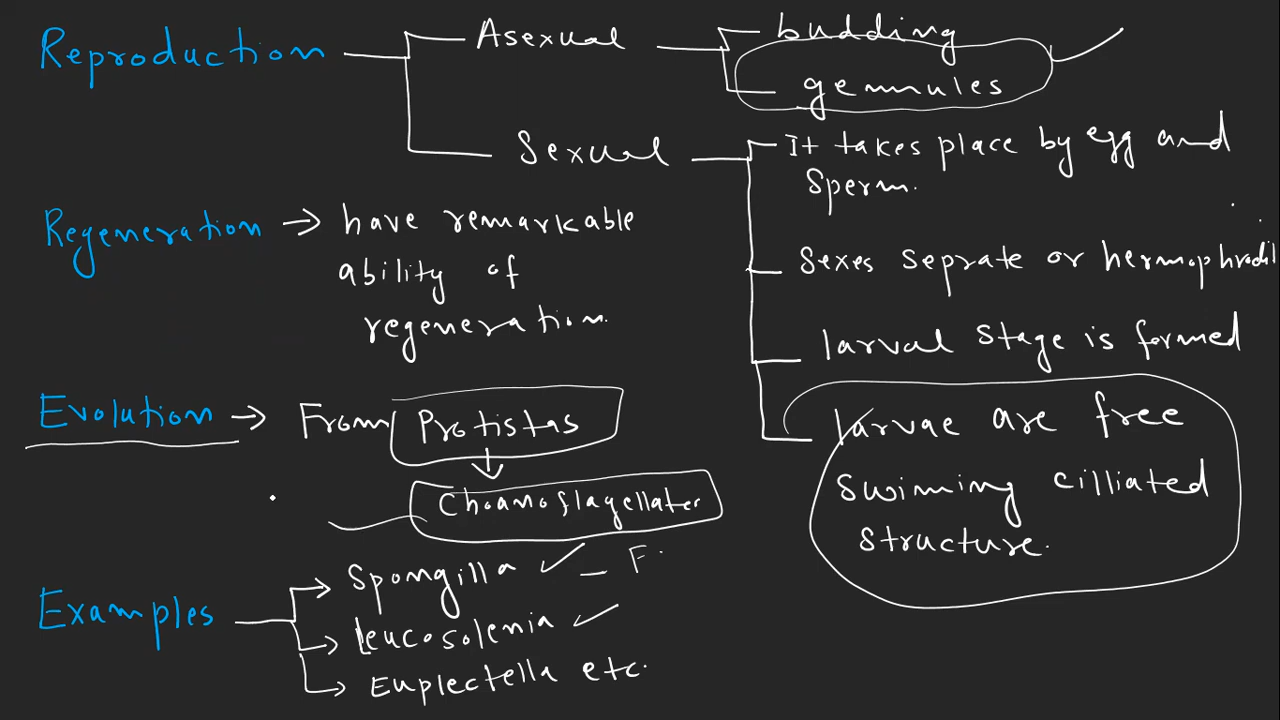 Reproduction
Asexual
budding
gemmules
Sexual
It takes place by egg and
sperm.
Sexes seprate or hermophrodi
larval stage is formed
larvae are free
swiming cilliated
structure.
Regeneration → have remarkable
ability of
regeneration.
Evolution → From Protistas
Choanoflagellates
Examples
Spongilla - F.
Leucosolenia
Euplectella etc.